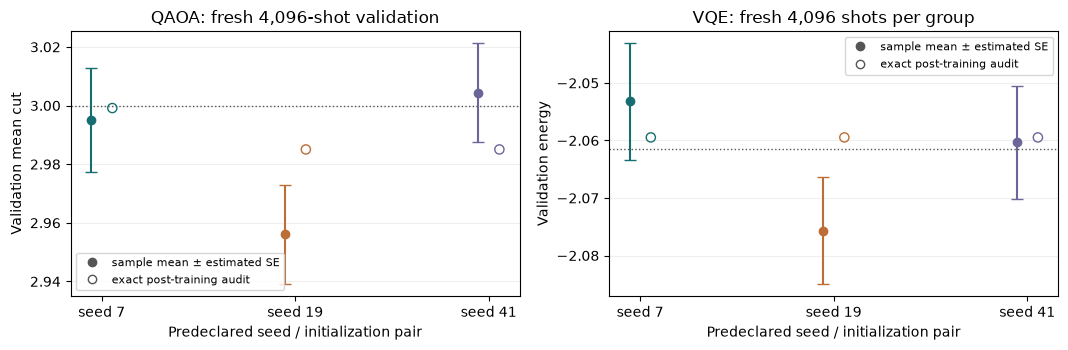 QAOA: fresh 4,096-shot validation
Validation mean cut
3.02
3.00
2.98
2.96
2.94
sample mean ± estimated SE
exact post-training audit
seed 7
seed 19
seed 41
Predeclared seed / initialization pair
VQE: fresh 4,096 shots per group
Validation energy
−2.05
−2.06
−2.07
−2.08
sample mean ± estimated SE
exact post-training audit
seed 7
seed 19
seed 41
Predeclared seed / initialization pair